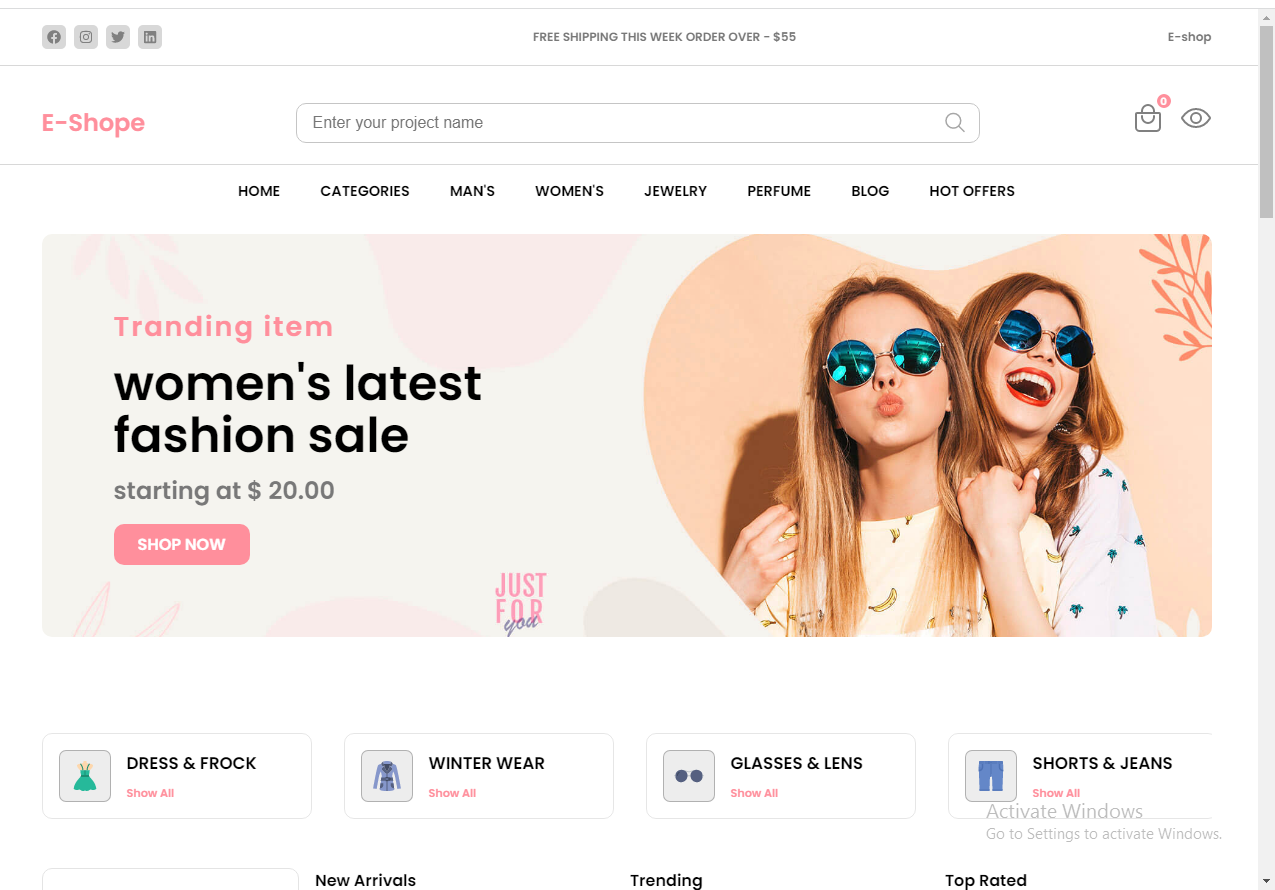 FREE SHIPPING THIS WEEK ORDER OVER - $55
E-shop
E-Shope
Enter your project name
0
HOME CATEGORIES MAN'S WOMEN'S JEWELRY PERFUME BLOG HOT OFFERS
Tranding item
women's latest
fashion sale
starting at $ 20.00
SHOP NOW
JUST
FOR
you
DRESS & FROCK
Show All
WINTER WEAR
Show All
GLASSES & LENS
Show All
SHORTS & JEANS
Show All
Activate Windows
Go to Settings to activate Windows.
New Arrivals
Trending
Top Rated